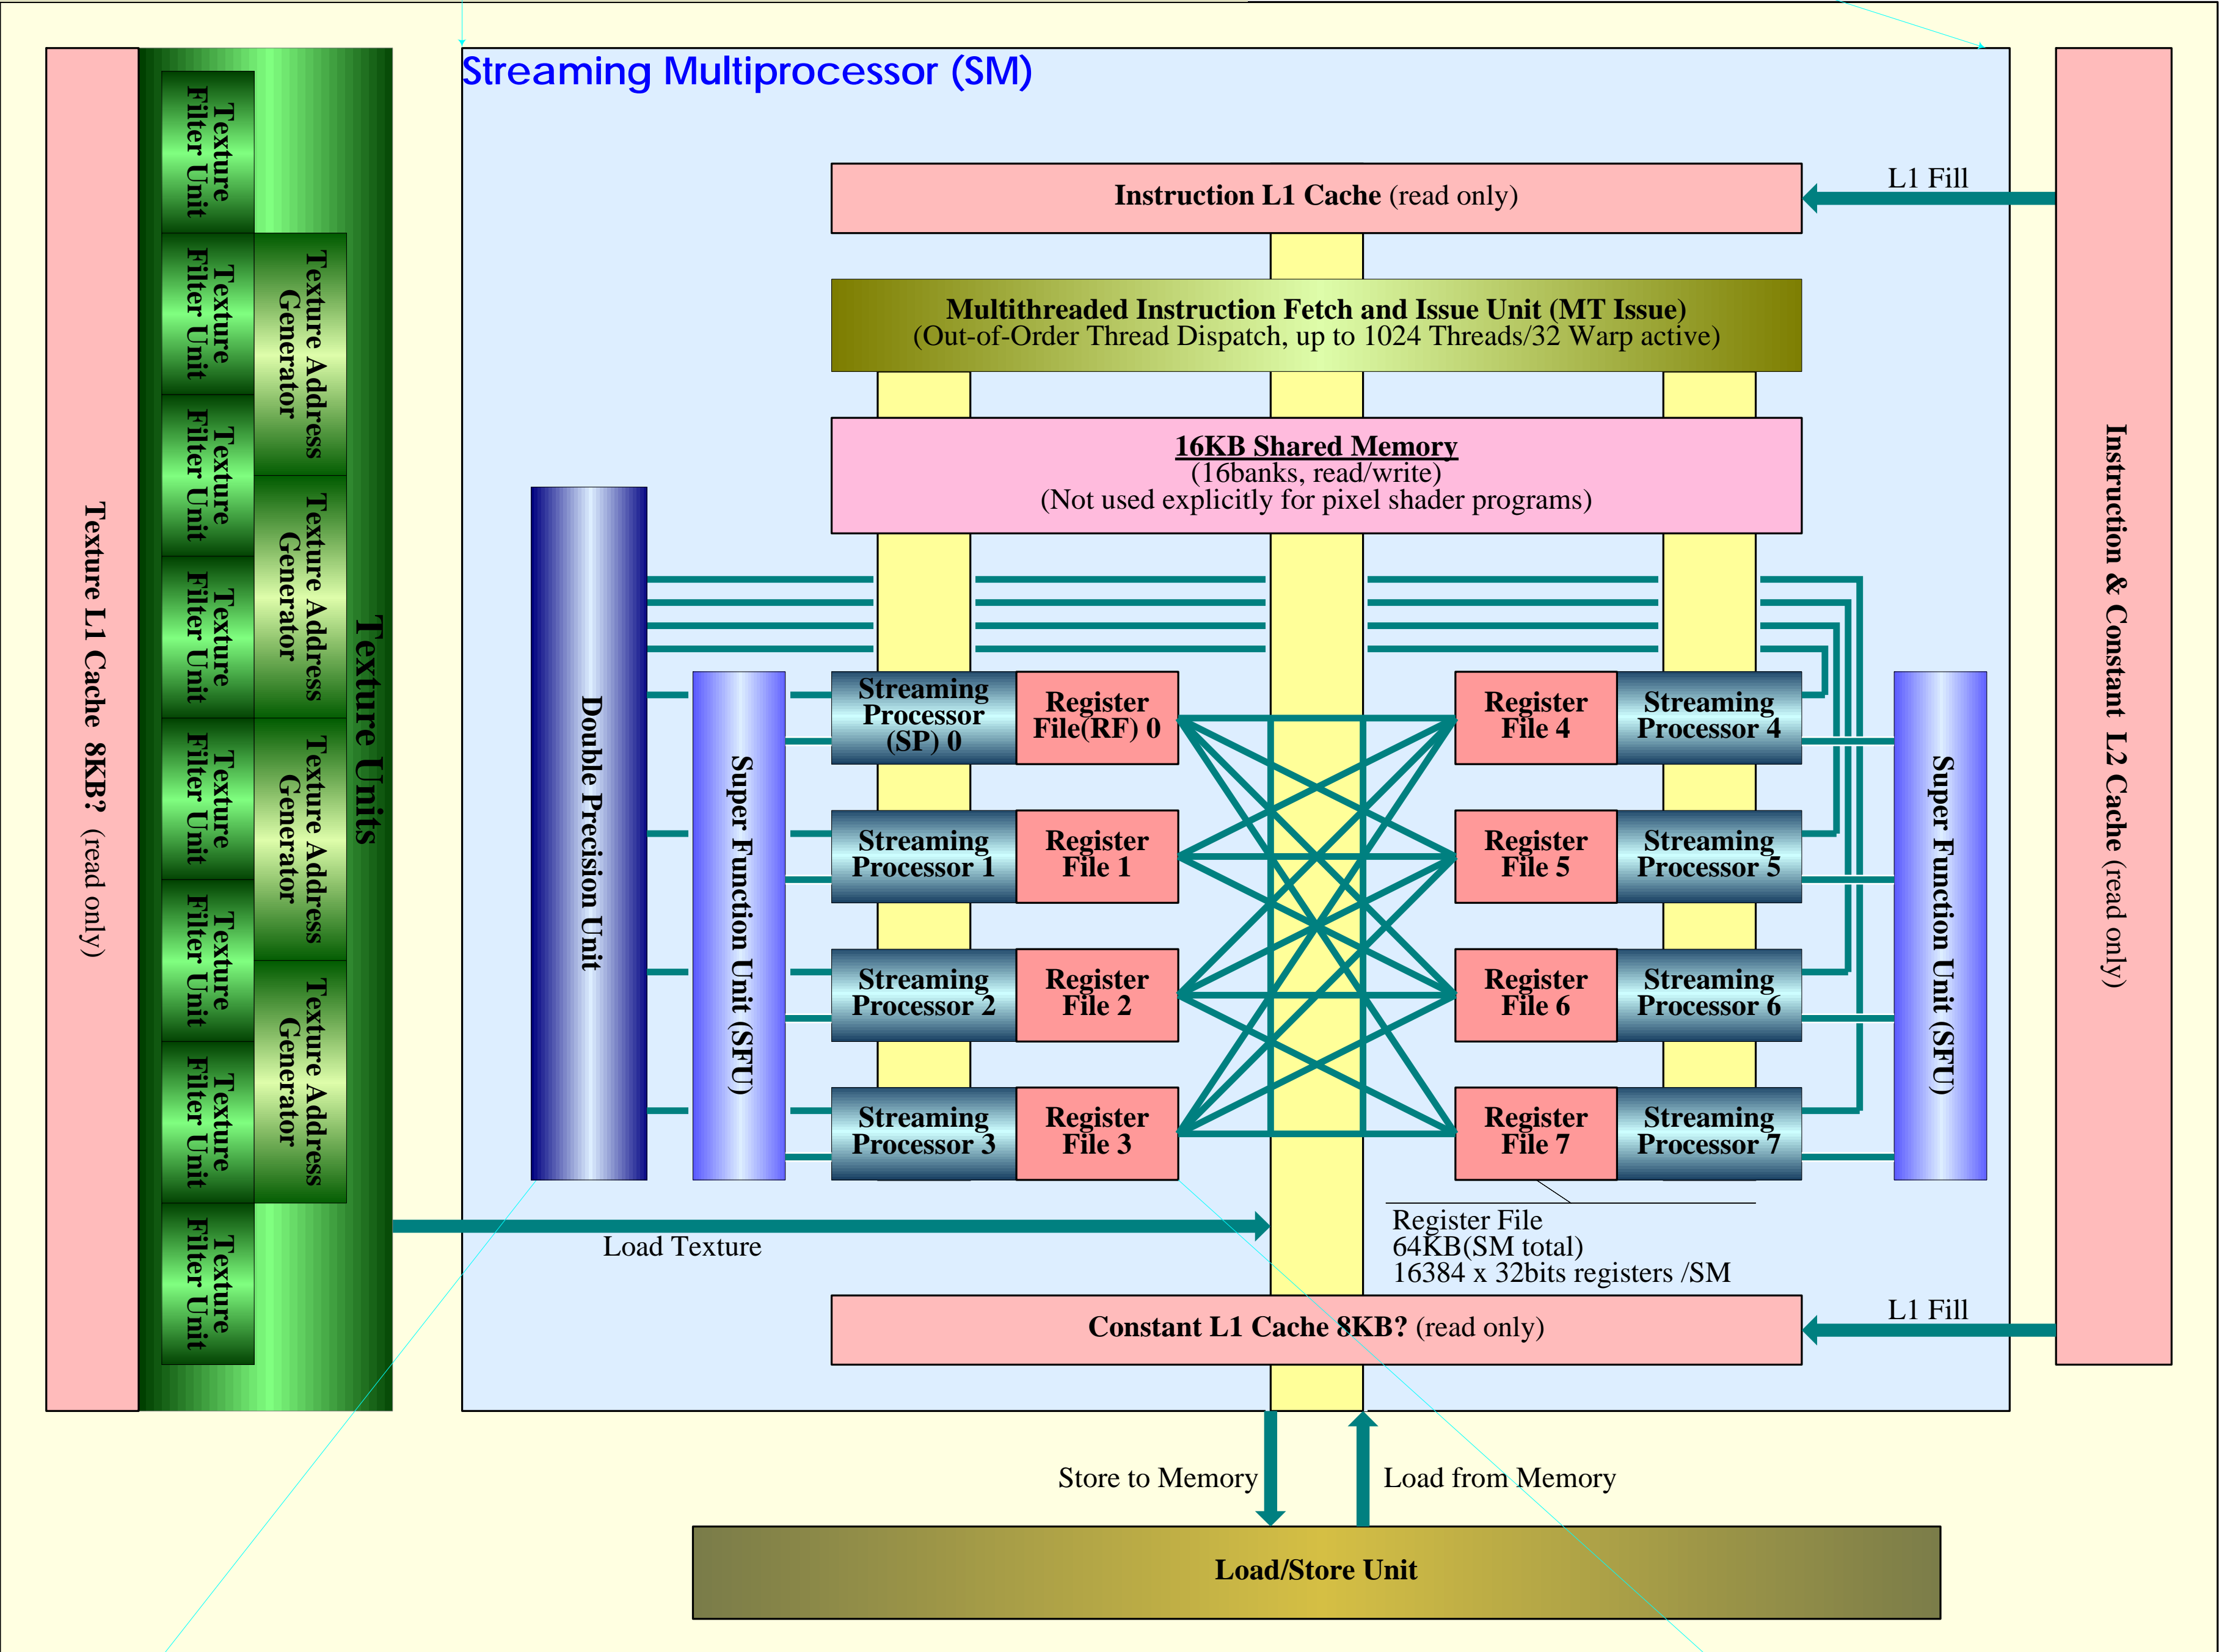 Streaming Multiprocessor (SM)
Instruction L1 Cache (read only)
L1 Fill
Multithreaded Instruction Fetch and Issue Unit (MT Issue)
(Out-of-Order Thread Dispatch, up to 1024 Threads/32 Warp active)
16KB Shared Memory
(16banks, read/write)
(Not used explicitly for pixel shader programs)
Texture L1 Cache 8KB? (read only)
Texture
Filter Unit
Texture
Filter Unit
Texture
Filter Unit
Texture
Filter Unit
Texture
Filter Unit
Texture
Filter Unit
Texture
Filter Unit
Texture
Filter Unit
Texture Address
Generator
Texture Address
Generator
Texture Address
Generator
Texture Address
Generator
Texture Units
Double Precision Unit
Super Function Unit (SFU)
Streaming
Processor
(SP) 0
Register
File(RF) 0
Register
File 4
Streaming
Processor 4
Streaming
Processor 1
Register
File 1
Register
File 5
Streaming
Processor 5
Streaming
Processor 2
Register
File 2
Register
File 6
Streaming
Processor 6
Streaming
Processor 3
Register
File 3
Register
File 7
Streaming
Processor 7
Super Function Unit (SFU)
Instruction & Constant L2 Cache (read only)
Load Texture
Register File
64KB(SM total)
16384 x 32bits registers /SM
Constant L1 Cache 8KB? (read only)
L1 Fill
Store to Memory
Load from Memory
Load/Store Unit